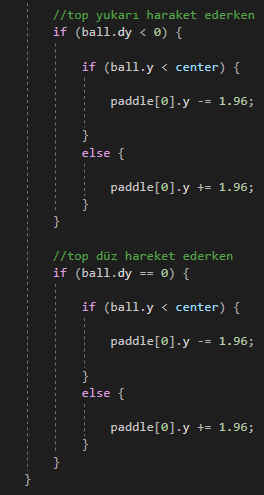 //top yukarı haraket ederken
if (ball.dy < 0) {
if (ball.y < center) {
paddle[0].y -= 1.96;
}
else {
paddle[0].y += 1.96;
}
}
//top düz hareket ederken
if (ball.dy == 0) {
if (ball.y < center) {
paddle[0].y -= 1.96;
}
else {
paddle[0].y += 1.96;
}
}
}